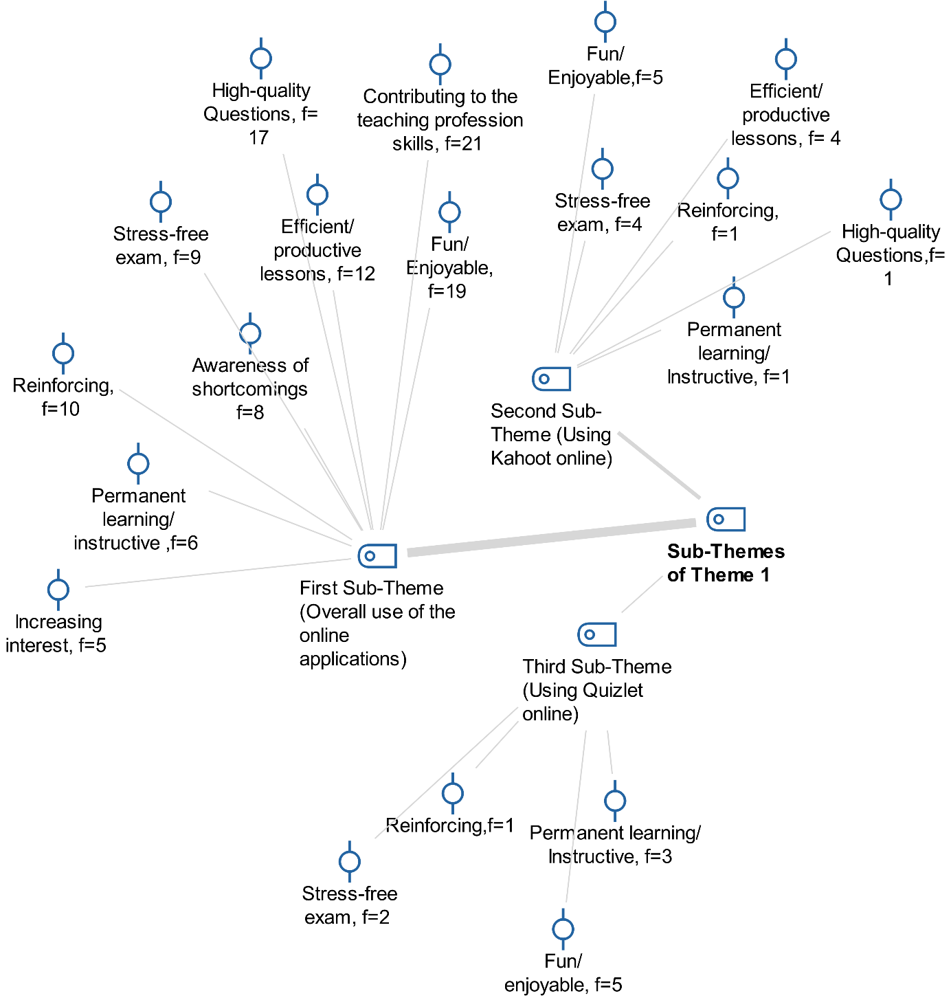 Fun/
Enjoyable,f=5
High-quality
Questions, f=
17
Contributing to the
teaching profession
skills, f=21
Efficient/
productive
lessons, f= 4
Stress-free
exam, f=9
Efficient/
productive
lessons, f=12
Fun/
Enjoyable,
f=19
Stress-free
exam, f=4
Reinforcing,
f=1
High-quality
Questions,f=
1
Reinforcing,
f=10
Awareness of
shortcomings
f=8
Permanent
learning/
Instructive, f=1
Second Sub-
Theme (Using
Kahoot online)
Permanent
learning/
instructive ,f=6
Sub-Themes
of Theme 1
Increasing
interest, f=5
First Sub-Theme
(Overall use of the
online
applications)
Third Sub-Theme
(Using Quizlet
online)
Reinforcing,f=1
Permanent learning/
Instructive, f=3
Stress-free
exam, f=2
Fun/
enjoyable, f=5